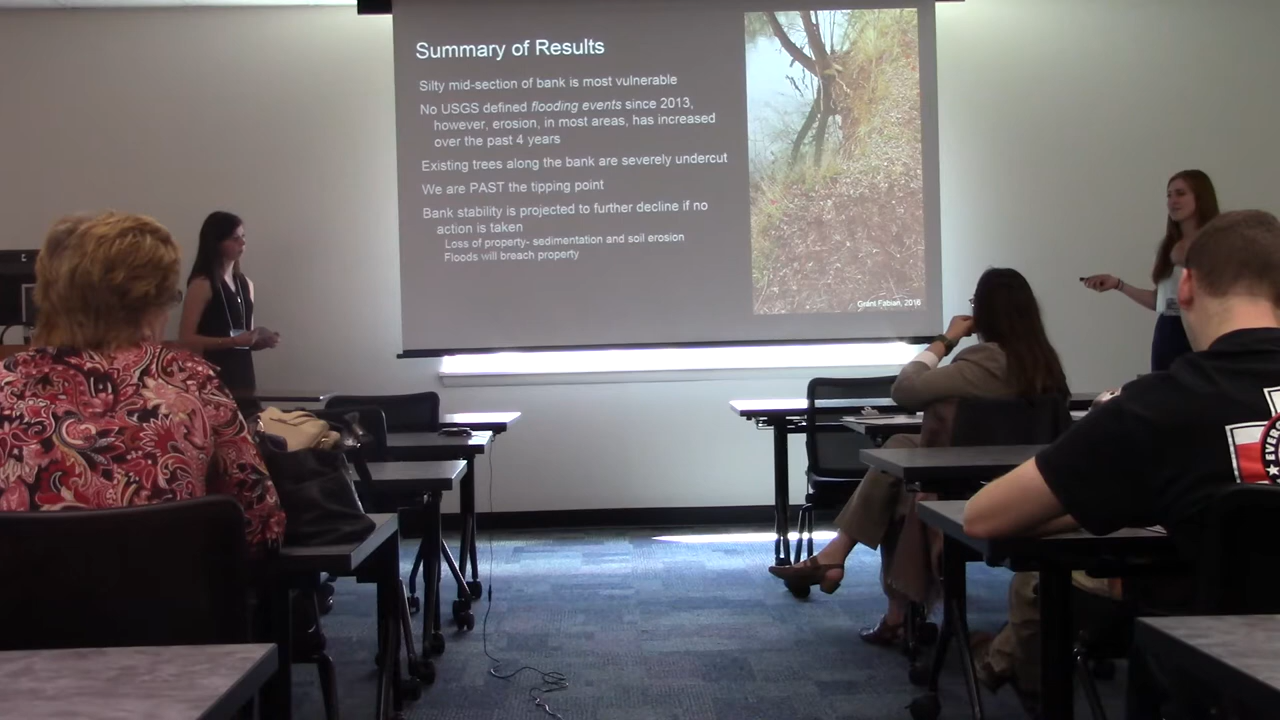 Summary of Results
Silty mid-section of bank is most vulnerable
No USGS defined flooding events since 2013,
however, erosion, in most areas, has increased
over the past 4 years
Existing trees along the bank are severely undercut
We are PAST the tipping point
Bank stability is projected to further decline if no
action is taken
Loss of property- sedimentation and soil erosion
Floods will breach property
Grant Fabian, 2016